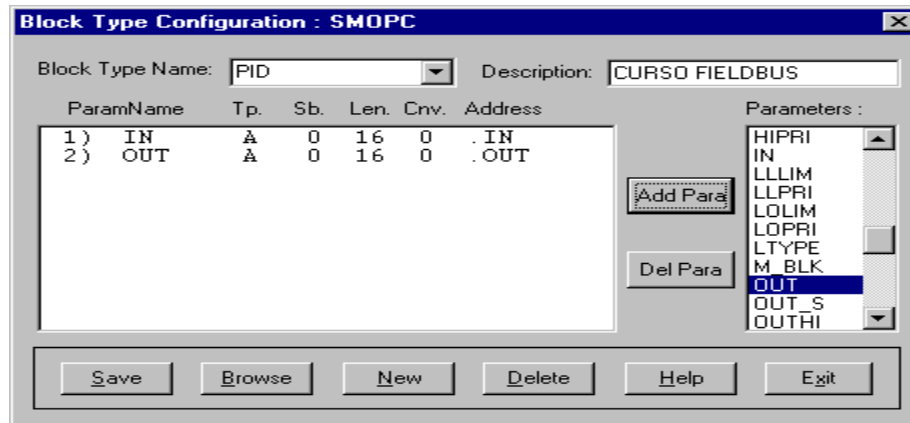 Block Type Configuration : SMOPC
Block Type Name: PID Description: CURSO FIELDBUS
ParamName Tp. Sb. Len. Cnv. Address Parameters :
1) IN A 0 16 0 .IN
2) OUT A 0 16 0 .OUT
HIPRI
IN
LLLIM
LLPRI
LOLIM
LOPRI
LTYPE
M_BLK
OUT
OUT_S
OUTHI
Add Para
Del Para
Save Browse New Delete Help Exit